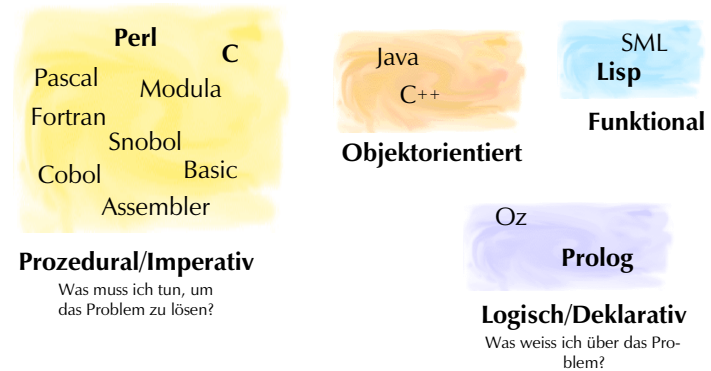 Perl
C
Pascal
Modula
Fortran
Snobol
Cobol
Basic
Assembler
Prozedural/Imperativ
Was muss ich tun, um
das Problem zu lösen?
Java
C++
Objektorientiert
SML
Lisp
Funktional
Oz
Prolog
Logisch/Deklarativ
Was weiss ich über das Pro-
blem?